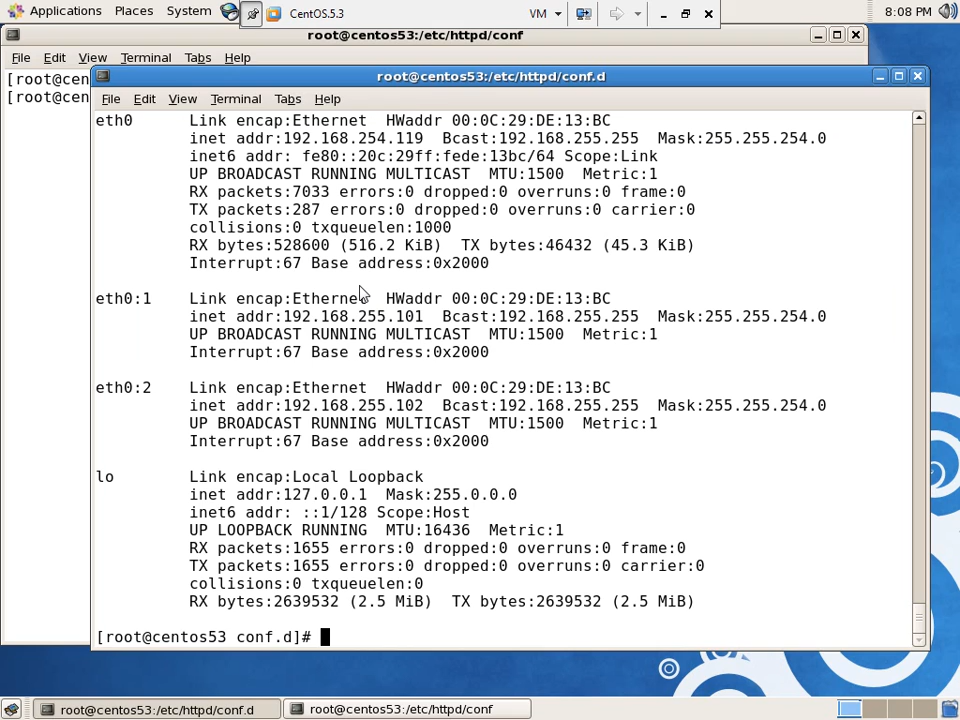 Applications Places System CentOS.5.3 VM 8:08 PM
root@centos53:/etc/httpd/conf
File Edit View Terminal Tabs Help
[root@cen
[root@cen
root@centos53:/etc/httpd/conf.d
File Edit View Terminal Tabs Help
eth0 Link encap:Ethernet HWaddr 00:0C:29:DE:13:BC
inet addr:192.168.254.119 Bcast:192.168.255.255 Mask:255.255.254.0
inet6 addr: fe80::20c:29ff:fede:13bc/64 Scope:Link
UP BROADCAST RUNNING MULTICAST MTU:1500 Metric:1
RX packets:7033 errors:0 dropped:0 overruns:0 frame:0
TX packets:287 errors:0 dropped:0 overruns:0 carrier:0
collisions:0 txqueuelen:1000
RX bytes:528600 (516.2 KiB) TX bytes:46432 (45.3 KiB)
Interrupt:67 Base address:0x2000
eth0:1 Link encap:Ethernet HWaddr 00:0C:29:DE:13:BC
inet addr:192.168.255.101 Bcast:192.168.255.255 Mask:255.255.254.0
UP BROADCAST RUNNING MULTICAST MTU:1500 Metric:1
Interrupt:67 Base address:0x2000
eth0:2 Link encap:Ethernet HWaddr 00:0C:29:DE:13:BC
inet addr:192.168.255.102 Bcast:192.168.255.255 Mask:255.255.254.0
UP BROADCAST RUNNING MULTICAST MTU:1500 Metric:1
Interrupt:67 Base address:0x2000
lo Link encap:Local Loopback
inet addr:127.0.0.1 Mask:255.0.0.0
inet6 addr: ::1/128 Scope:Host
UP LOOPBACK RUNNING MTU:16436 Metric:1
RX packets:1655 errors:0 dropped:0 overruns:0 frame:0
TX packets:1655 errors:0 dropped:0 overruns:0 carrier:0
collisions:0 txqueuelen:0
RX bytes:2639532 (2.5 MiB) TX bytes:2639532 (2.5 MiB)
[root@centos53 conf.d]#
root@centos53:/etc/httpd/conf.d root@centos53:/etc/httpd/conf